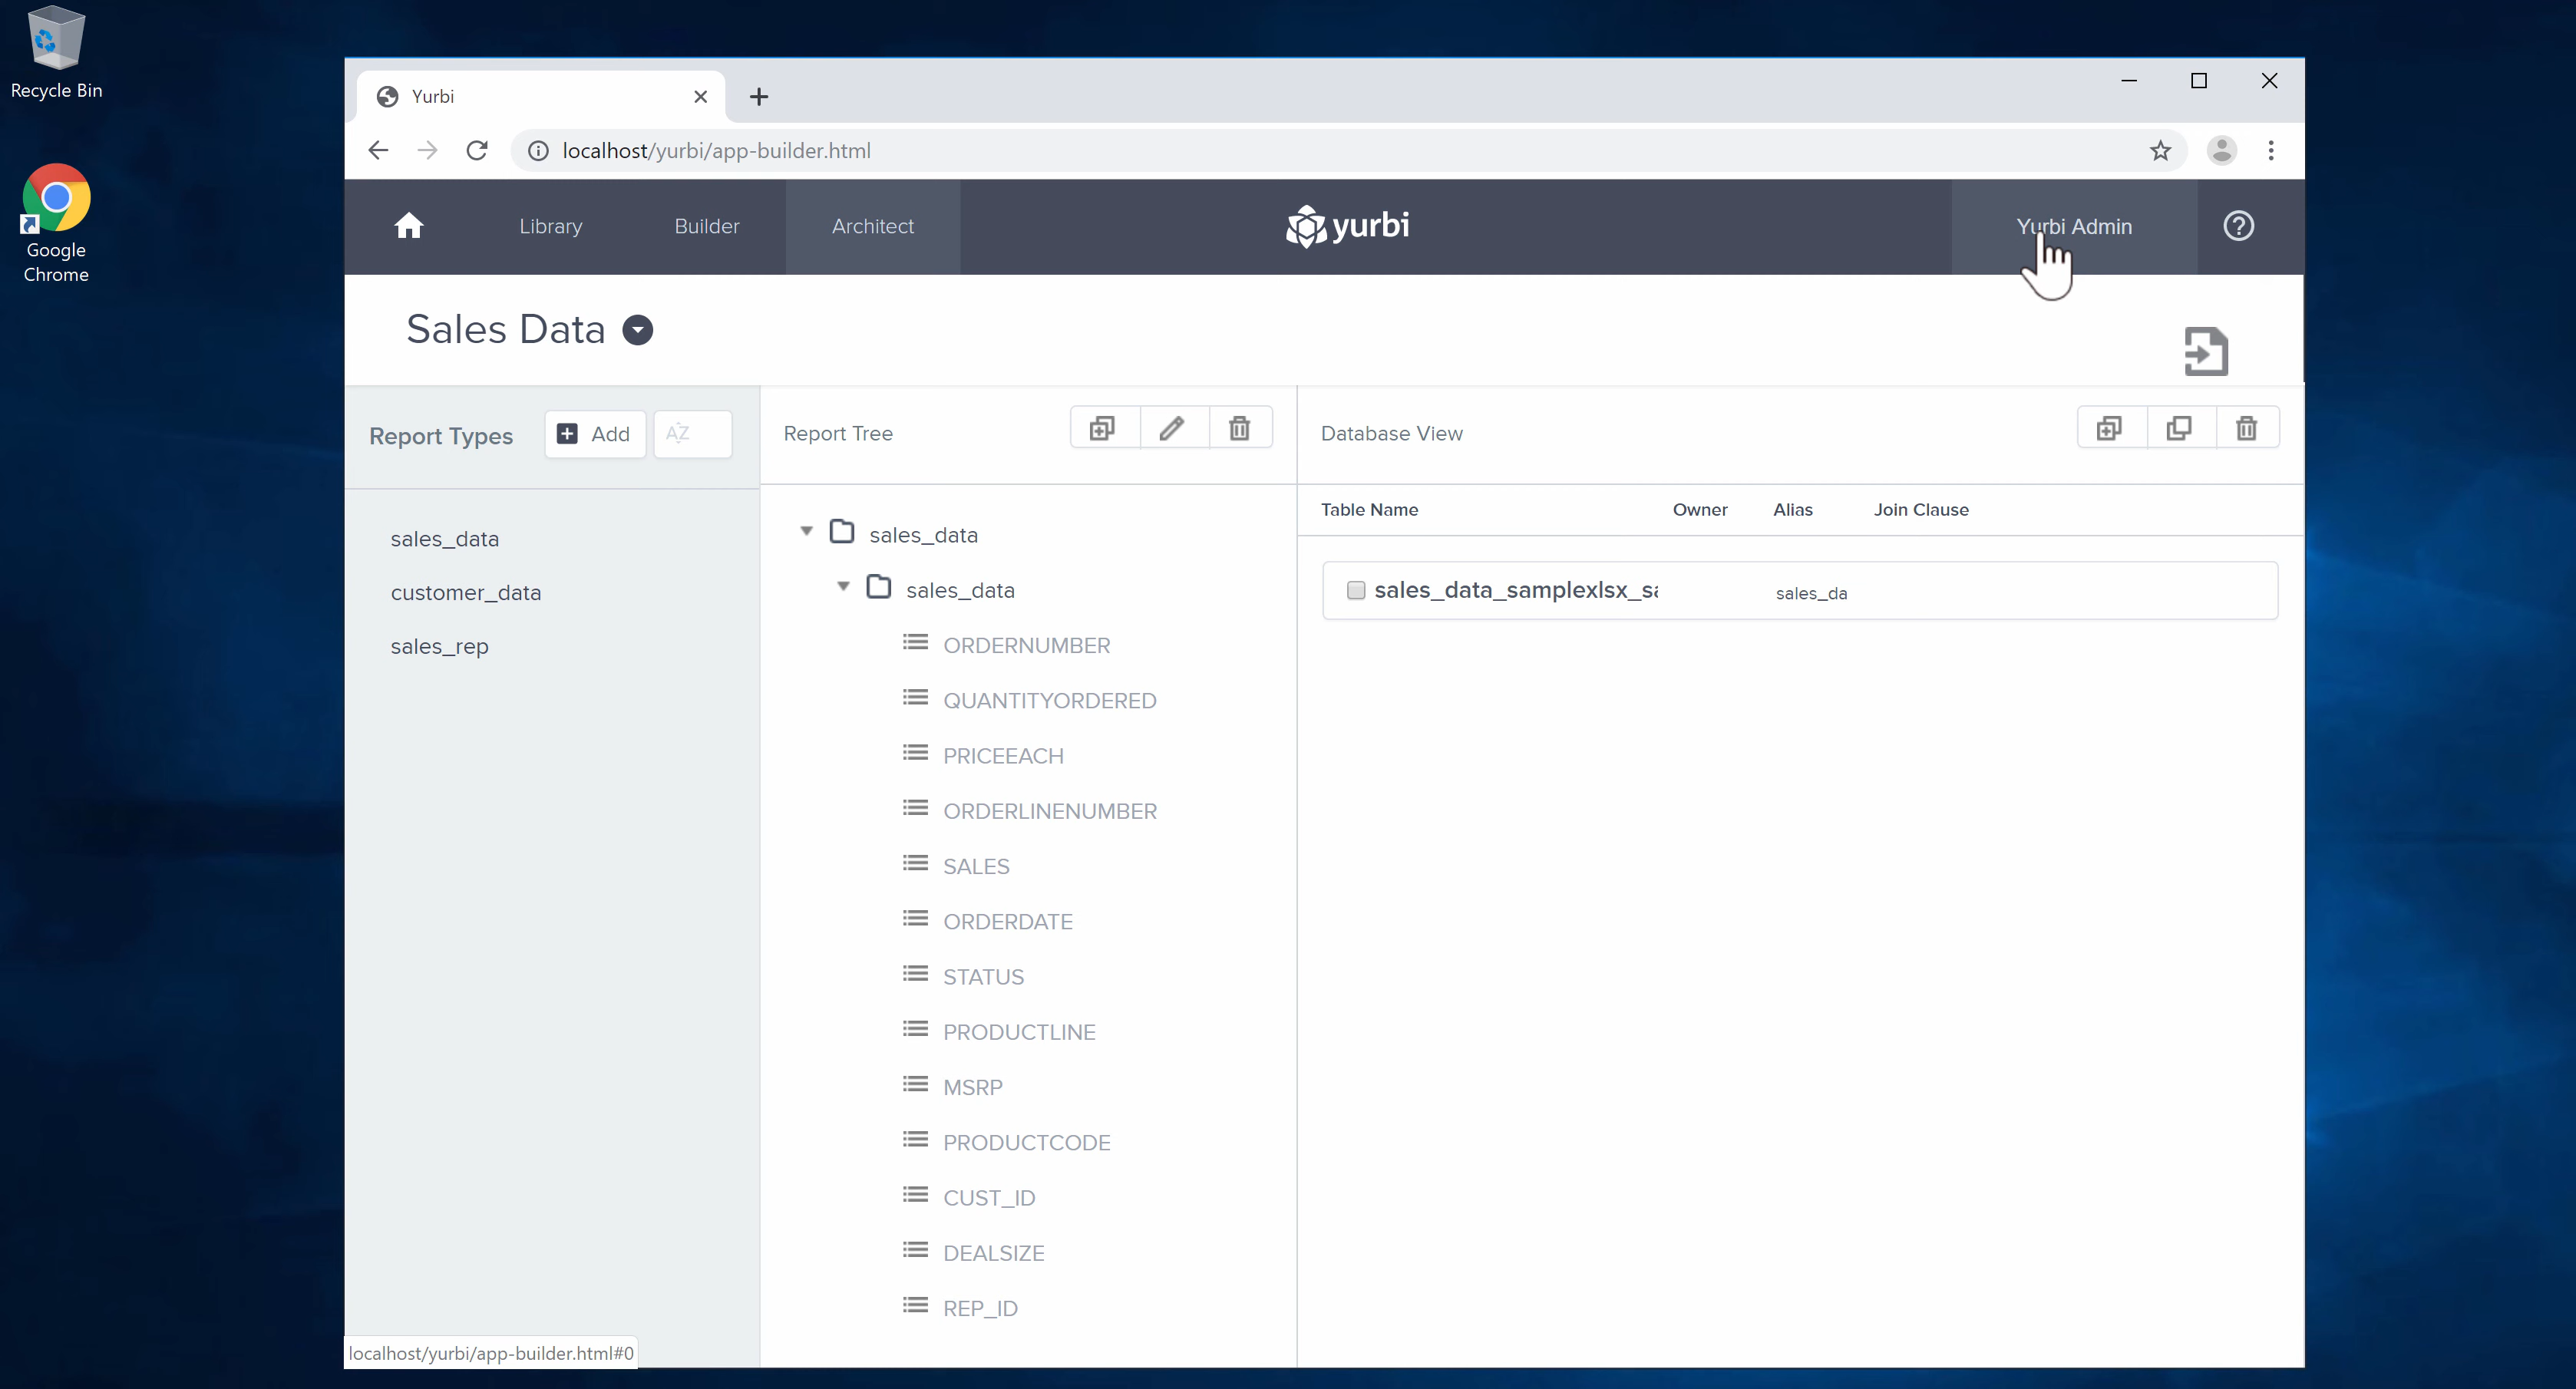 Recycle Bin
Google
Chrome
Yurbi
localhost/yurbi/app-builder.html
Library
Builder
Architect
yurbi
Yurbi Admin
Sales Data
Report Types
Add
AZ
Report Tree
Database View
sales_data
customer_data
sales_rep
sales_data
sales_data
ORDERNUMBER
QUANTITYORDERED
PRICEEACH
ORDERLINENUMBER
SALES
ORDERDATE
STATUS
PRODUCTLINE
MSRP
PRODUCTCODE
CUST_ID
DEALSIZE
REP_ID
Table Name Owner Alias Join Clause
sales_data_samplexlsx_sa sales_da
localhost/yurbi/app-builder.html#0